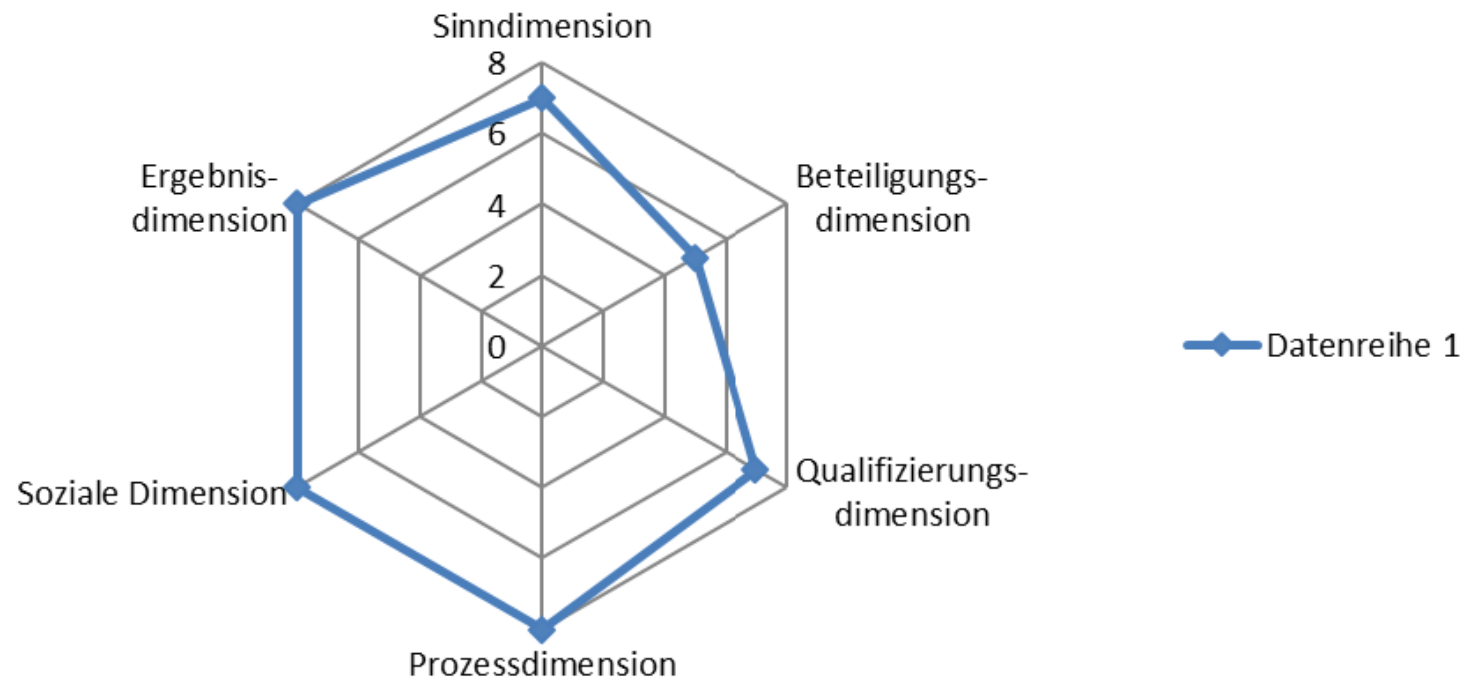 Sinndimension
8
6
4
2
0
Beteiligungs-
dimension
Qualifizierungs-
dimension
Prozessdimension
Soziale Dimension
Ergebnis-
dimension
Datenreihe 1